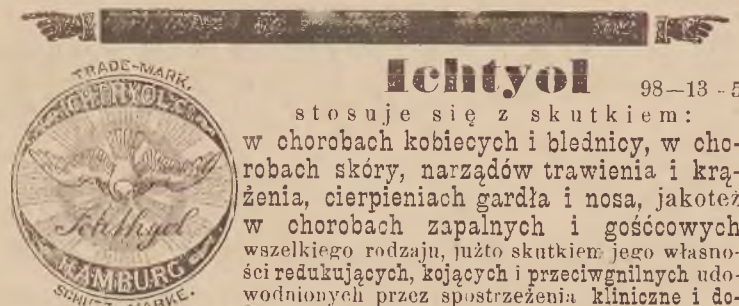 TRADE-MARK.
ICHTHYOL
Ichthyol
HAMBURG
SCHUTZ-MARKE.
Ichtyol 98—13-5
stosuje się z skutkiem:
w chorobach kobiecych i blednicy, w cho-
robach skóry, narządów trawienia i krą-
żenia, cierpieniach gardła i nosa, jakoteż
w chorobach zapalnych i gośćcowych
wszelkiego rodzaju, jużto skutkiem jego własno-
ści redukujących, kojących i przeciwgnilnych udo-
wodnionych przez spostrzeżenia kliniczne i do-